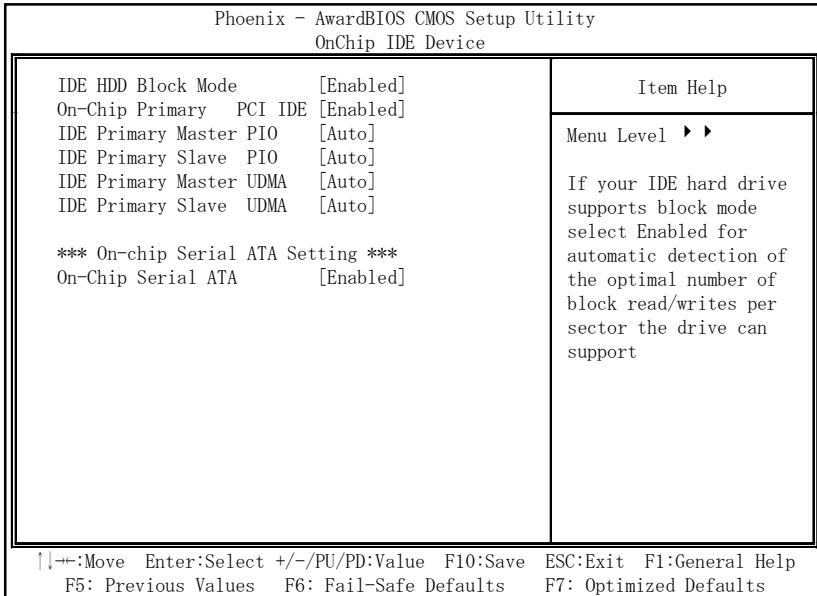 Phoenix - AwardBIOS CMOS Setup Utility
OnChip IDE Device
IDE HDD Block Mode [Enabled]
On-Chip Primary PCI IDE [Enabled]
IDE Primary Master PIO [Auto]
IDE Primary Slave PIO [Auto]
IDE Primary Master UDMA [Auto]
IDE Primary Slave UDMA [Auto]
*** On-chip Serial ATA Setting ***
On-Chip Serial ATA [Enabled]
Item Help
Menu Level ▶ ▶
If your IDE hard drive
supports block mode
select Enabled for
automatic detection of
the optimal number of
block read/writes per
sector the drive can
support
↑↓→←:Move Enter:Select +/-/PU/PD:Value F10:Save ESC:Exit F1:General Help
F5: Previous Values F6: Fail-Safe Defaults F7: Optimized Defaults